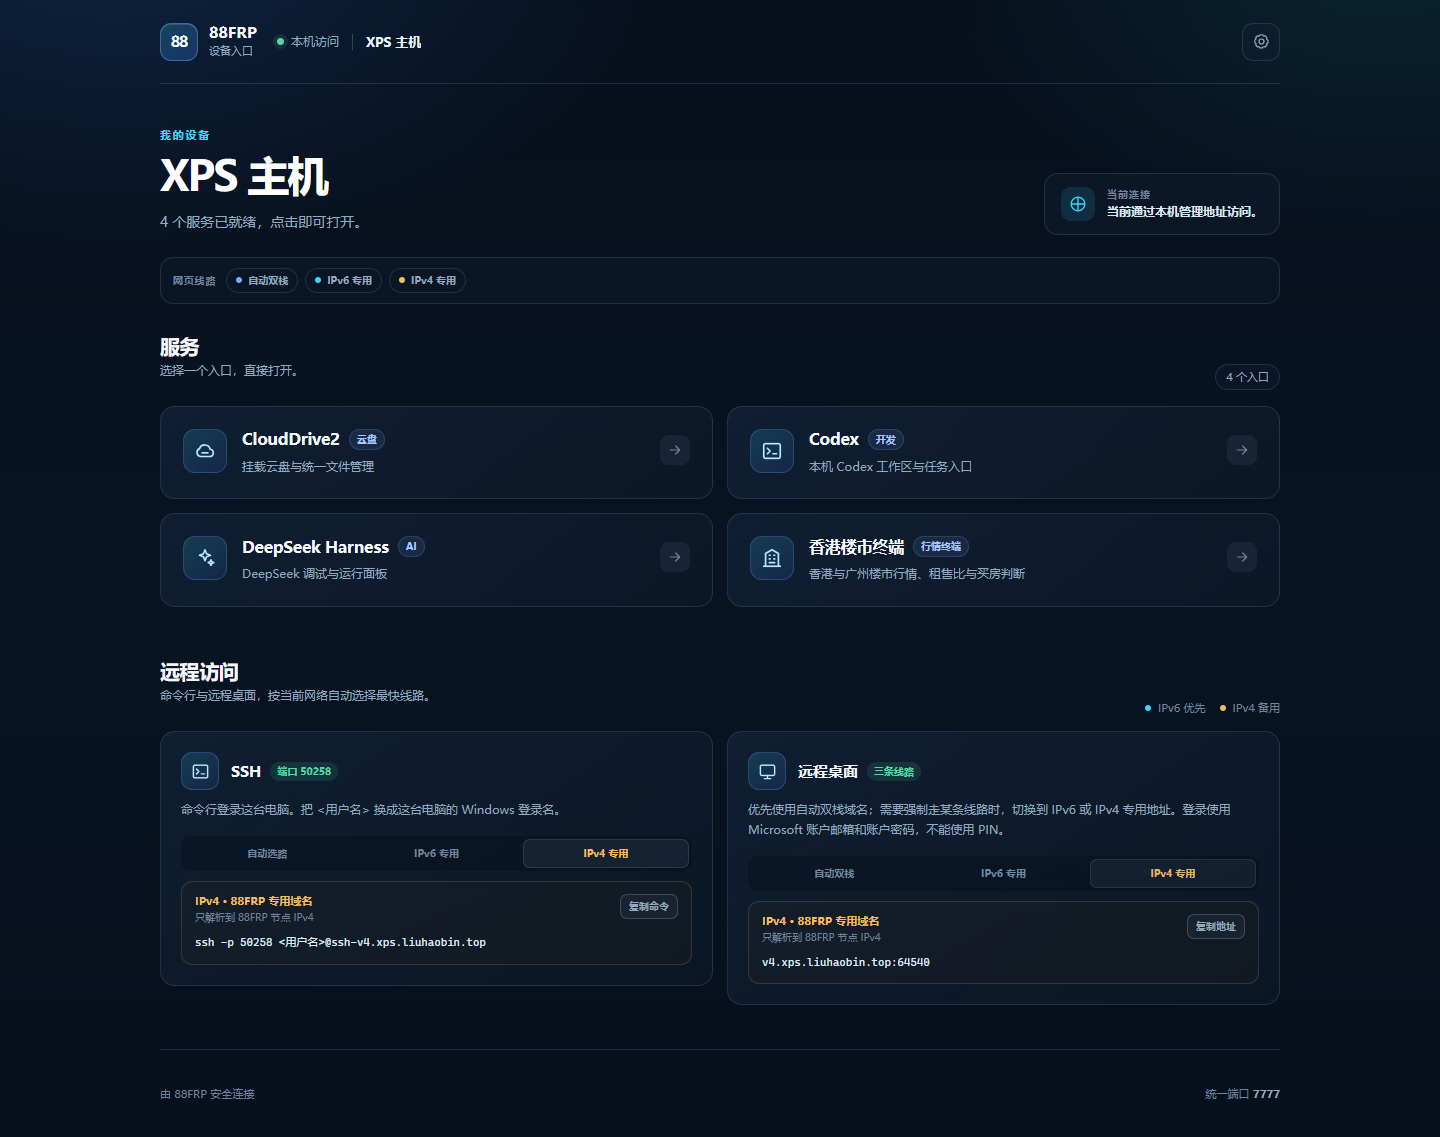 88
88FRP
设备入口
本机访问
XPS 主机
我的设备
XPS 主机
4 个服务已就绪，点击即可打开。
当前连接
当前通过本机管理地址访问。
网页线路
自动双栈
IPv6 专用
IPv4 专用
服务
选择一个入口，直接打开。
4 个入口
CloudDrive2
云盘
挂载云盘与统一文件管理
Codex
开发
本机 Codex 工作区与任务入口
DeepSeek Harness
AI
DeepSeek 调试与运行面板
香港楼市终端
行情终端
香港与广州楼市行情、租售比与买房判断
远程访问
命令行与远程桌面，按当前网络自动选择最快线路。
IPv6 优先
IPv4 备用
SSH
端口 50258
命令行登录这台电脑。把 <用户名> 换成这台电脑的 Windows 登录名。
自动选路
IPv6 专用
IPv4 专用
IPv4 • 88FRP 专用域名
只解析到 88FRP 节点 IPv4
复制命令
ssh -p 50258 <用户名>@ssh-v4.xps.liuhaobin.top
远程桌面
三条线路
优先使用自动双栈域名；需要强制走某条线路时，切换到 IPv6 或 IPv4 专用地址。登录使用
Microsoft 账户邮箱和账户密码，不能使用 PIN。
自动双栈
IPv6 专用
IPv4 专用
IPv4 • 88FRP 专用域名
只解析到 88FRP 节点 IPv4
复制地址
v4.xps.liuhaobin.top:64540
由 88FRP 安全连接
统一端口 7777